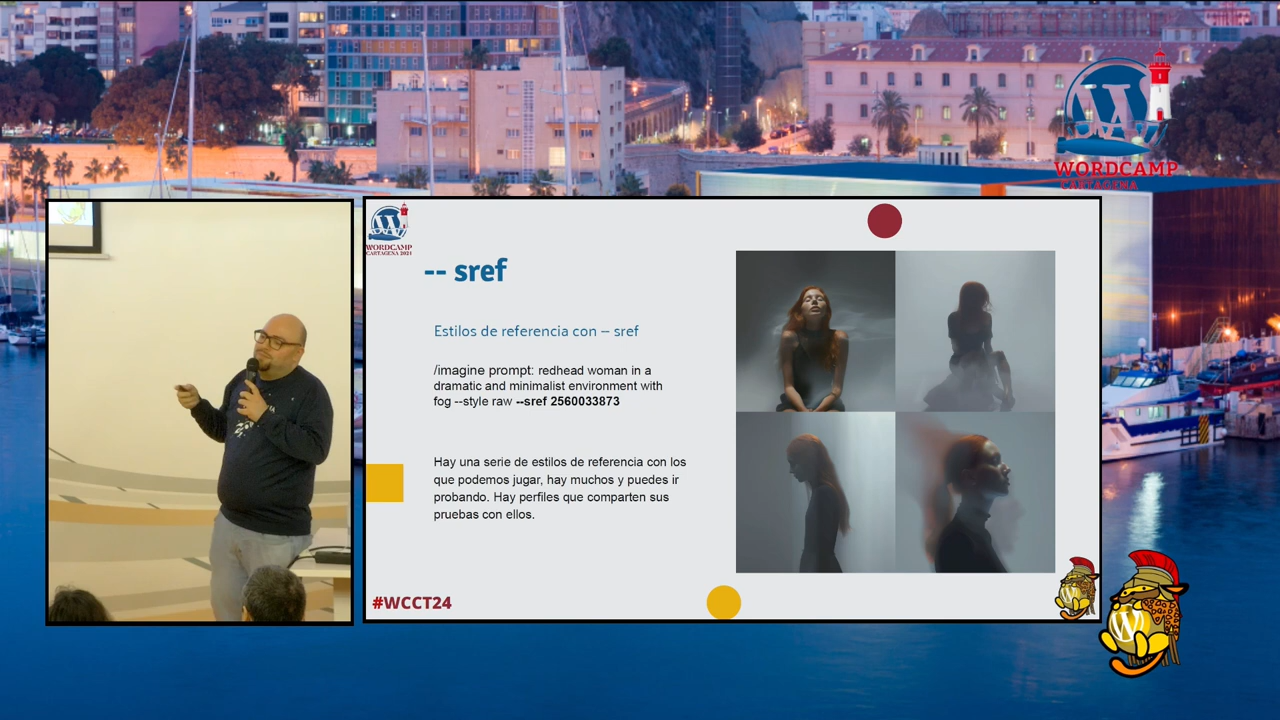 WORDCAMP
CARTAGENA
WORDCAMP
CARTAGENA 2024
-- sref
Estilos de referencia con – sref
/imagine prompt: redhead woman in a
dramatic and minimalist environment with
fog --style raw --sref 2560033873
Hay una serie de estilos de referencia con los
que podemos jugar, hay muchos y puedes ir
probando. Hay perfiles que comparten sus
pruebas con ellos.
#WCCT24